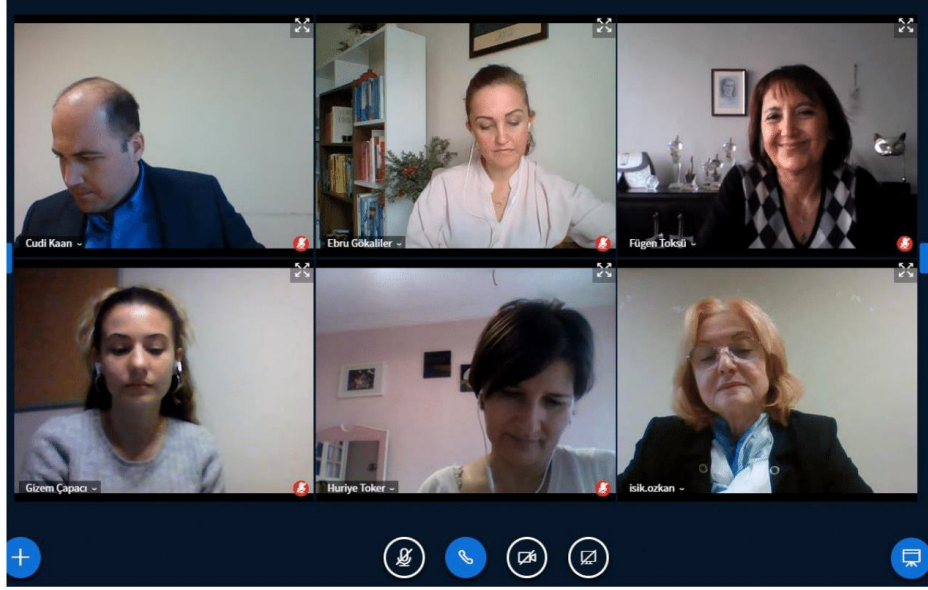 Cudi Kaan
Ebru Gökaliler
Fügen Toksü
Gizem Çapacı
Huriye Toker
isik.ozkan